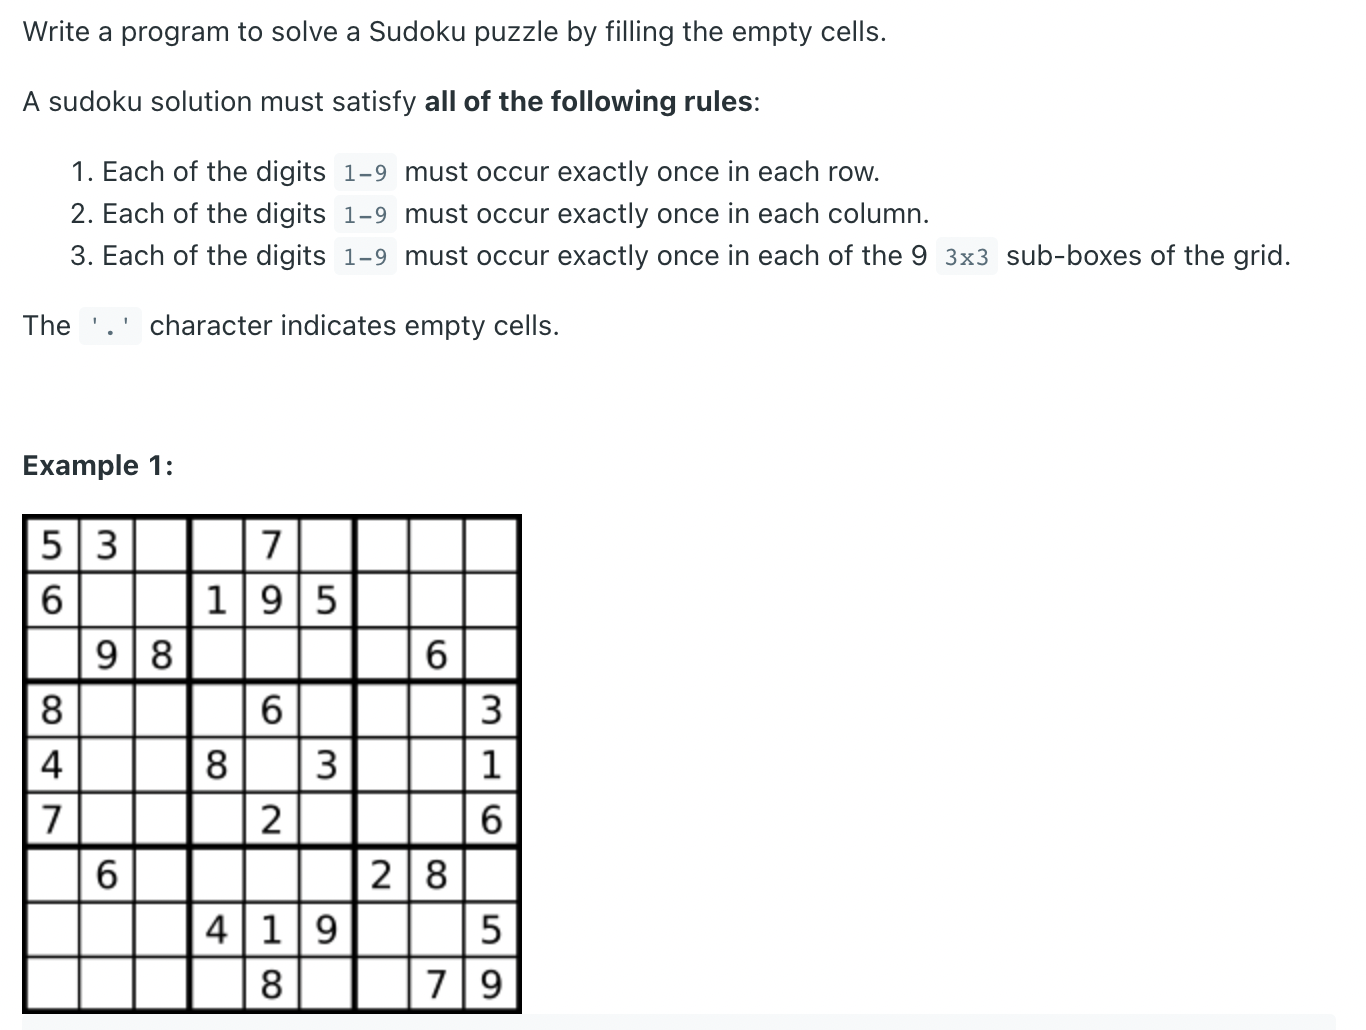 Write a program to solve a Sudoku puzzle by filling the empty cells.
A sudoku solution must satisfy all of the following rules:
1. Each of the digits 1-9 must occur exactly once in each row.
2. Each of the digits 1-9 must occur exactly once in each column.
3. Each of the digits 1-9 must occur exactly once in each of the 9 3x3 sub-boxes of the grid.
The '.' character indicates empty cells.
Example 1:
5 3 7
6 1 9 5
9 8 6
8 6 3
4 8 3 1
7 2 6
6 2 8
4 1 9 5
8 7 9